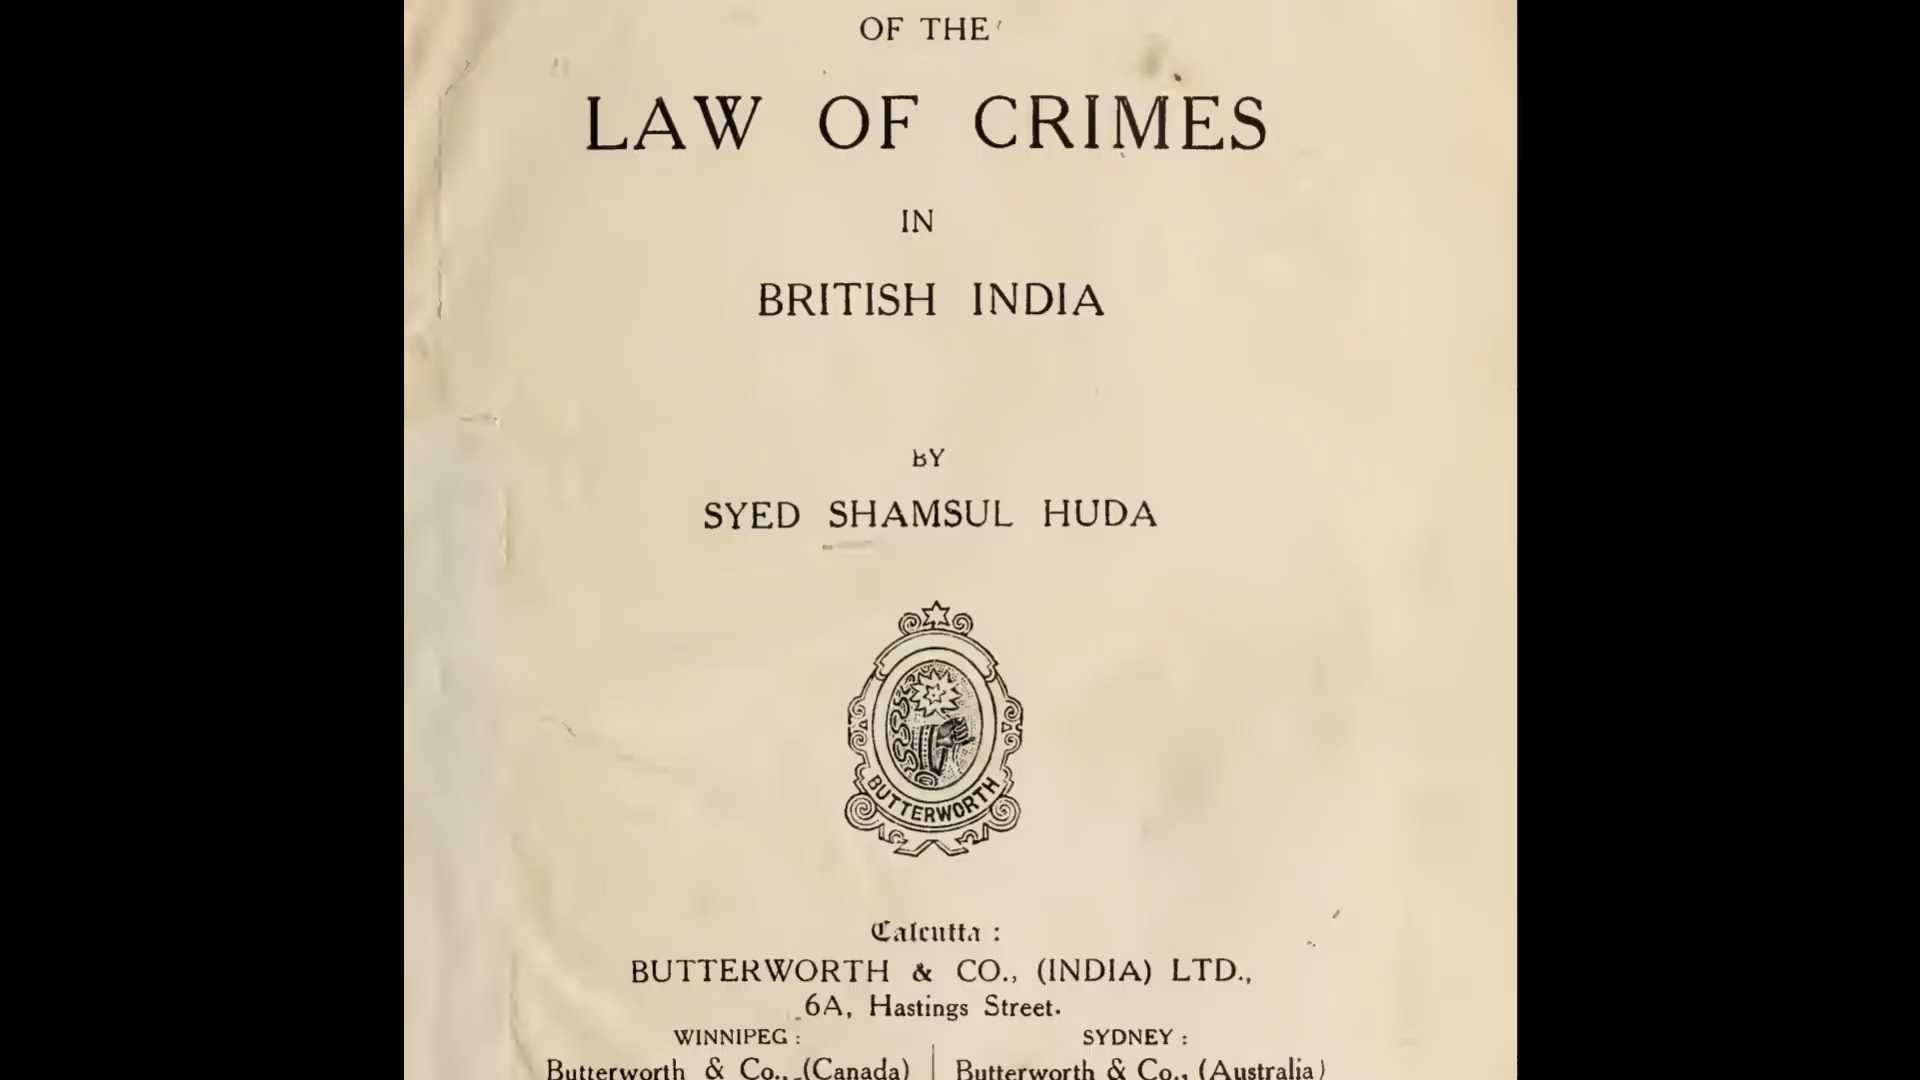 OF THE
LAW OF CRIMES
IN
BRITISH INDIA
BY
SYED SHAMSUL HUDA
BUTTERWORTH
Calcutta :
BUTTERWORTH & CO., (INDIA) LTD.,
6A, Hastings Street.
WINNIPEG : SYDNEY :
Butterworth & Co., (Canada) Butterworth & Co., (Australia)